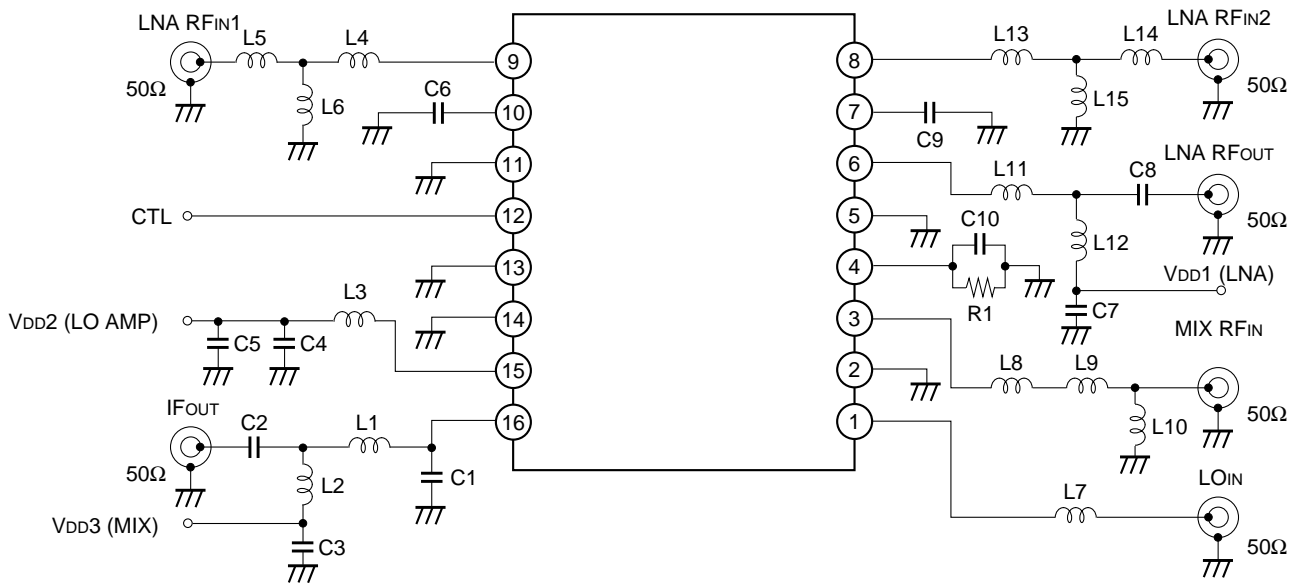 LNA RFIN1
L5
L4
50Ω
L6
C6
CTL
VDD2 (LO AMP)
L3
C5
C4
IFOUT
C2
L1
50Ω
L2
C1
VDD3 (MIX)
C3
9
10
11
12
13
14
15
16
8
7
6
5
4
3
2
1
LNA RFIN2
L13
L14
50Ω
L15
C9
LNA RFOUT
L11
C8
50Ω
C10
L12
R1
VDD1 (LNA)
C7
MIX RFIN
L8
L9
50Ω
L10
LOIN
L7
50Ω